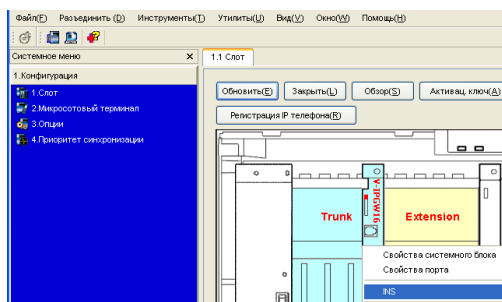 Файл(F) Разъединить (D) Инструменты(T) Утилиты(U) Вид(V) Окно(W) Помощь(H)
Системное меню
1.1 Слот
1.Конфигурация
1.Слот
2.Микросотовый терминал
3.Опции
4.Приоритет синхронизации
Обновить(E) Закрыть(L) Обзор(S) Активац. ключ(A)
Регистрация IP телефона(R)
V-IPGW16
Trunk
Extension
Свойства системного блока
Свойства порта
INS